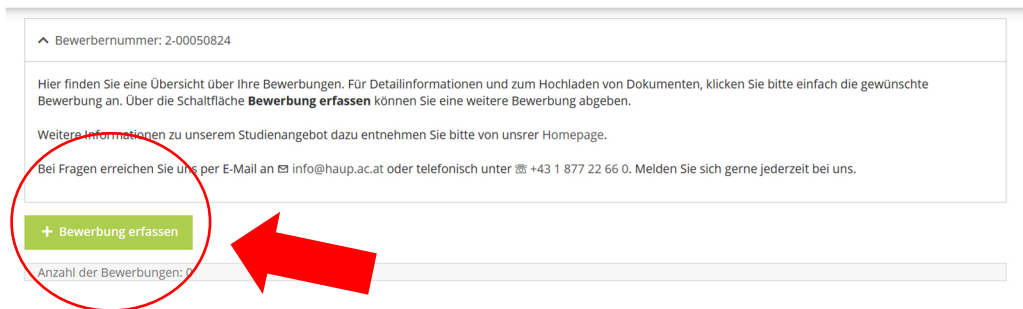 Bewerbernummer: 2-00050824
Hier finden Sie eine Übersicht über Ihre Bewerbungen. Für Detailinformationen und zum Hochladen von Dokumenten, klicken Sie bitte einfach die gewünschte
Bewerbung an. Über die Schaltfläche Bewerbung erfassen können Sie eine weitere Bewerbung abgeben.
Weitere Informationen zu unserem Studienangebot dazu entnehmen Sie bitte von unsrer Homepage.
Bei Fragen erreichen Sie uns per E-Mail an ✉ info@haup.ac.at oder telefonisch unter ☏ +43 1 877 22 66 0. Melden Sie sich gerne jederzeit bei uns.
+ Bewerbung erfassen
Anzahl der Bewerbungen: 0